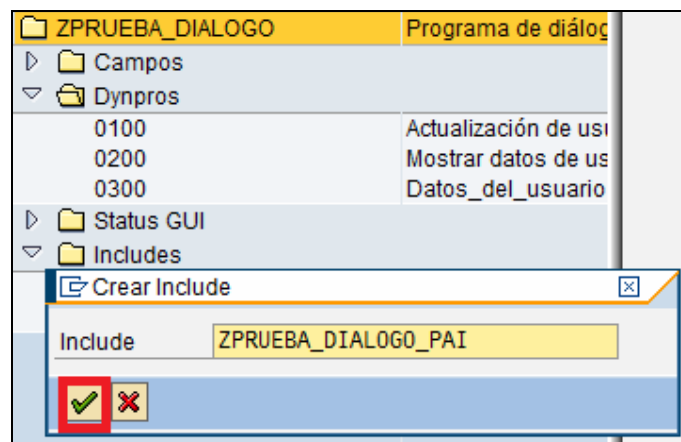 ZPRUEBA_DIALOGO Programa de diálog
Campos
Dynpros
0100 Actualización de usu
0200 Mostrar datos de us
0300 Datos_del_usuario
Status GUI
Includes
Crear Include
Include ZPRUEBA_DIALOGO_PAI